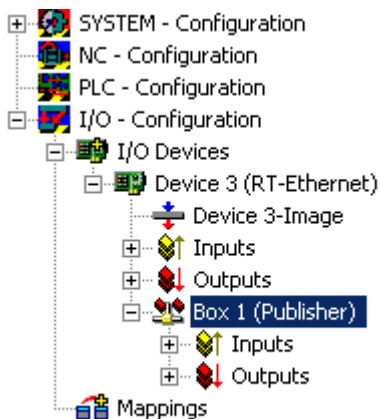 SYSTEM - Configuration
NC - Configuration
PLC - Configuration
I/O - Configuration
I/O Devices
Device 3 (RT-Ethernet)
Device 3-Image
Inputs
Outputs
Box 1 (Publisher)
Inputs
Outputs
Mappings